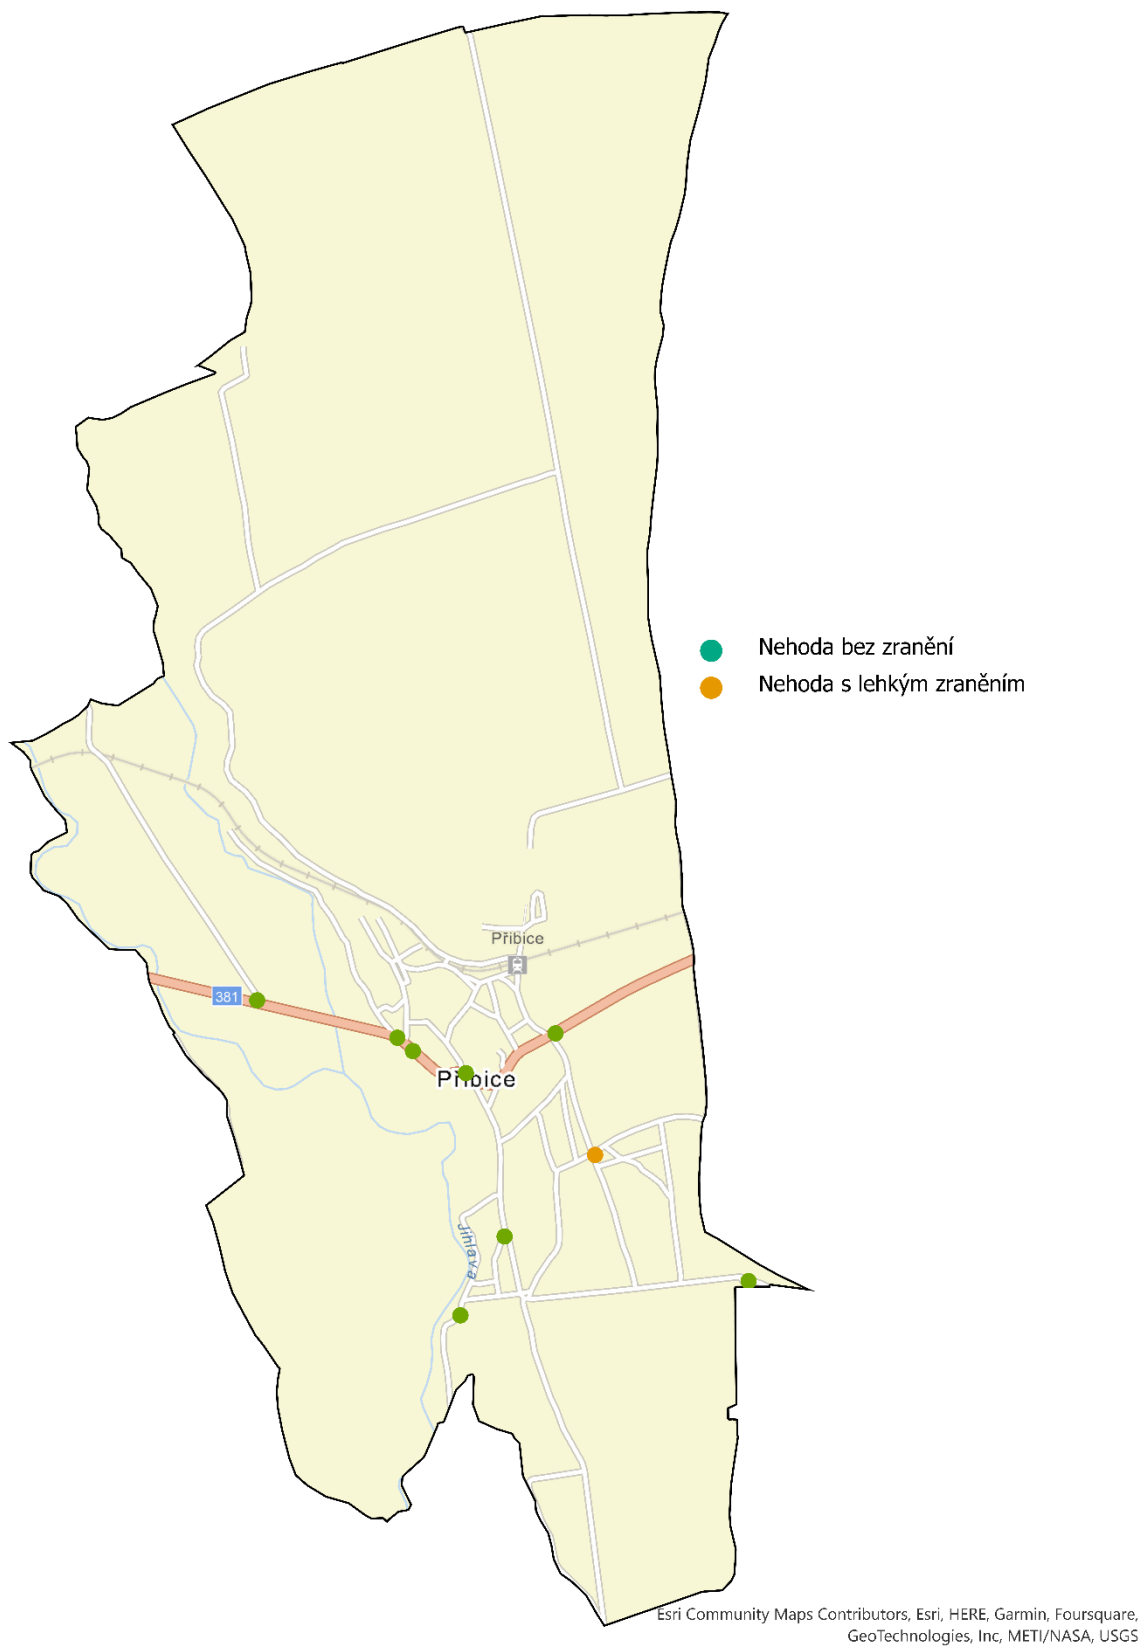 Nehoda bez zranění
Nehoda s lehkým zraněním
Přibice
381
Přibice
Jihlava
Esri Community Maps Contributors, Esri, HERE, Garmin, Foursquare,
GeoTechnologies, Inc, METI/NASA, USGS